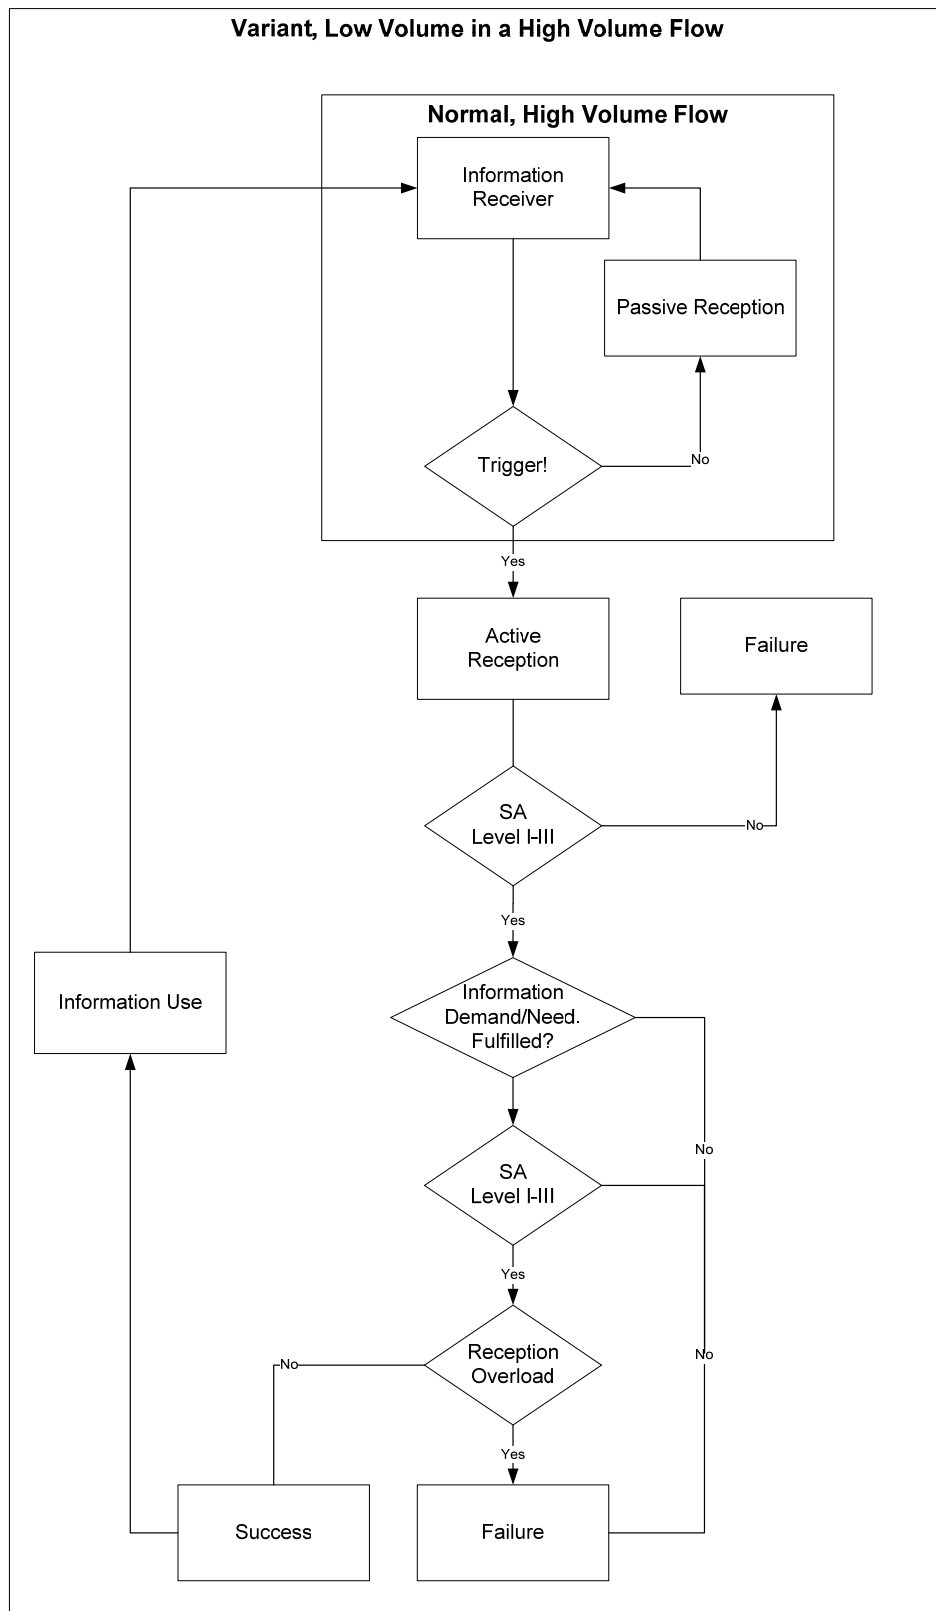 Variant, Low Volume in a High Volume Flow
Normal, High Volume Flow
Information
Receiver
Passive Reception
Trigger!
No
Yes
Active
Reception
Failure
SA
Level I-III
No
Yes
Information
Demand/Need.
Fulfilled?
Information Use
No
SA
Level I-III
Yes
Reception
Overload
No
No
Yes
Success
Failure